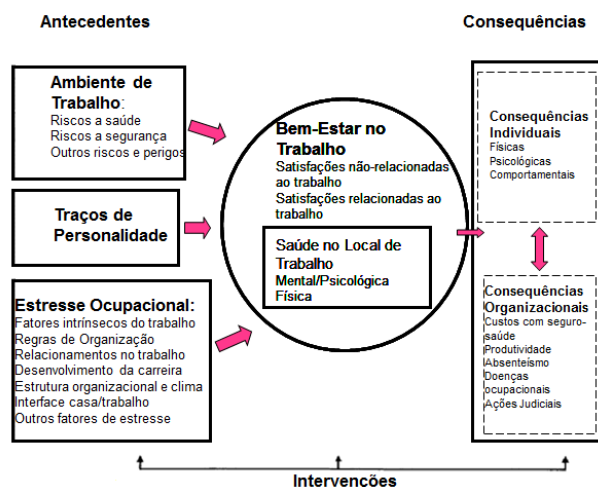 Antecedentes
Consequências
Ambiente de
Trabalho:
Riscos a saúde
Riscos a segurança
Outros riscos e perigos
Traços de
Personalidade
Estresse Ocupacional:
Fatores intrínsecos do trabalho
Regras de Organização
Relacionamentos no trabalho
Desenvolvimento da carreira
Estrutura organizacional e clima
Interface casa/trabalho
Outros fatores de estresse
Bem-Estar no
Trabalho
Satisfações não-relacionadas
ao trabalho
Satisfações relacionadas ao
trabalho
Saúde no Local de
Trabalho
Mental/Psicológica
Física
Consequências
Individuais
Físicas
Psicológicas
Comportamentais
Consequências
Organizacionais
Custos com seguro-
saúde
Produtividade
Absenteísmo
Doenças
ocupacionais
Ações Judiciais
Intervenções